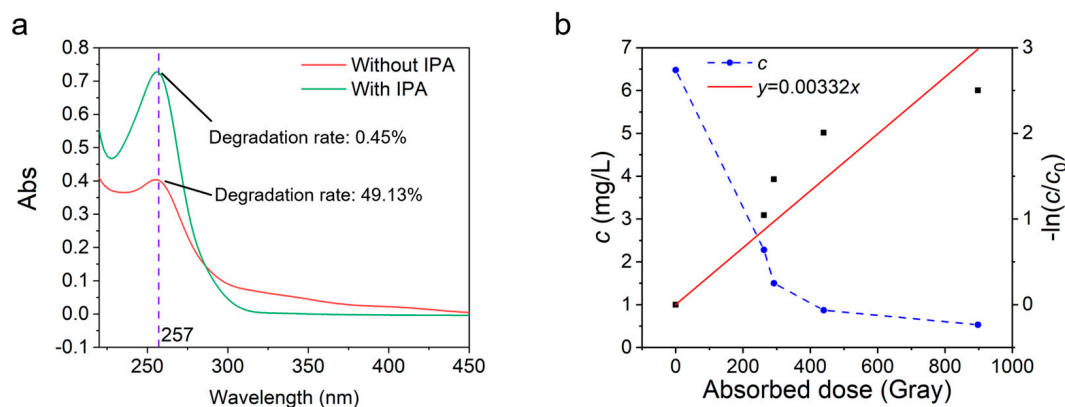 a
0.8
0.7
0.6
0.5
0.4
0.3
0.2
0.1
0.0
-0.1
Abs
Without IPA
With IPA
Degradation rate: 0.45%
Degradation rate: 49.13%
257
250
300
350
400
450
Wavelength (nm)
b
7
6
5
4
3
2
1
0
c (mg/L)
c
y=0.00332x
3
2
1
0
-ln(c/c₀)
0
200
400
600
800
1000
Absorbed dose (Gray)